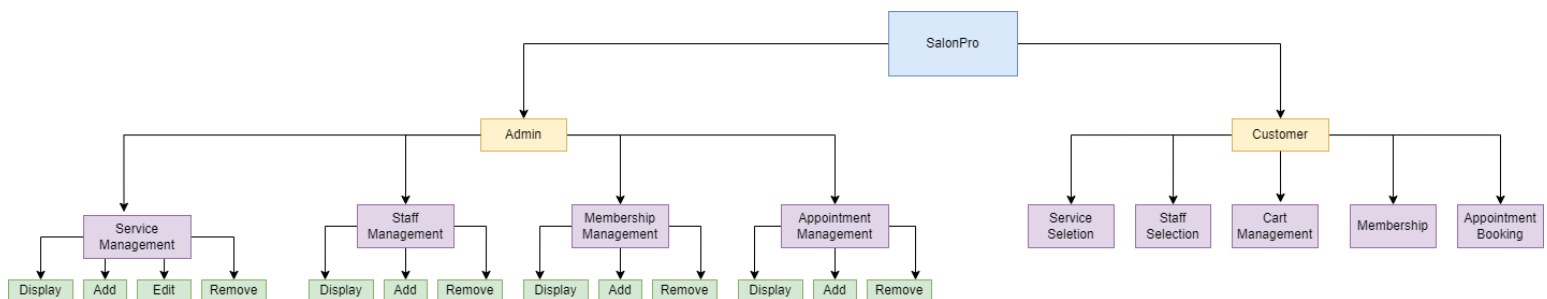 SalonPro
Admin
Customer
Service
Management
Staff
Management
Membership
Management
Appointment
Management
Service
Seletion
Staff
Selection
Cart
Management
Membership
Appointment
Booking
Display
Add
Edit
Remove
Display
Add
Remove
Display
Add
Remove
Display
Add
Remove